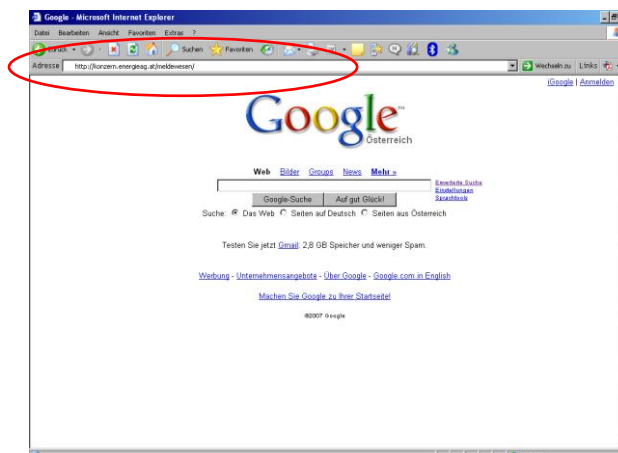 Google - Microsoft Internet Explorer
Datei Bearbeiten Ansicht Favoriten Extras ?
Zurück Suchen Favoriten
Adresse http://konzern.energieag.at/meldewesen/ Wechseln zu Links
iGoogle | Anmelden
Google™
Österreich
Web Bilder Groups News Mehr »
Erweiterte Suche
Einstellungen
Sprachtools
Google-Suche Auf gut Glück!
Suche: Das Web Seiten auf Deutsch Seiten aus Österreich
Testen Sie jetzt Gmail: 2,8 GB Speicher und weniger Spam.
Werbung - Unternehmensangebote - Über Google - Google.com in English
Machen Sie Google zu Ihrer Startseite!
©2007 Google